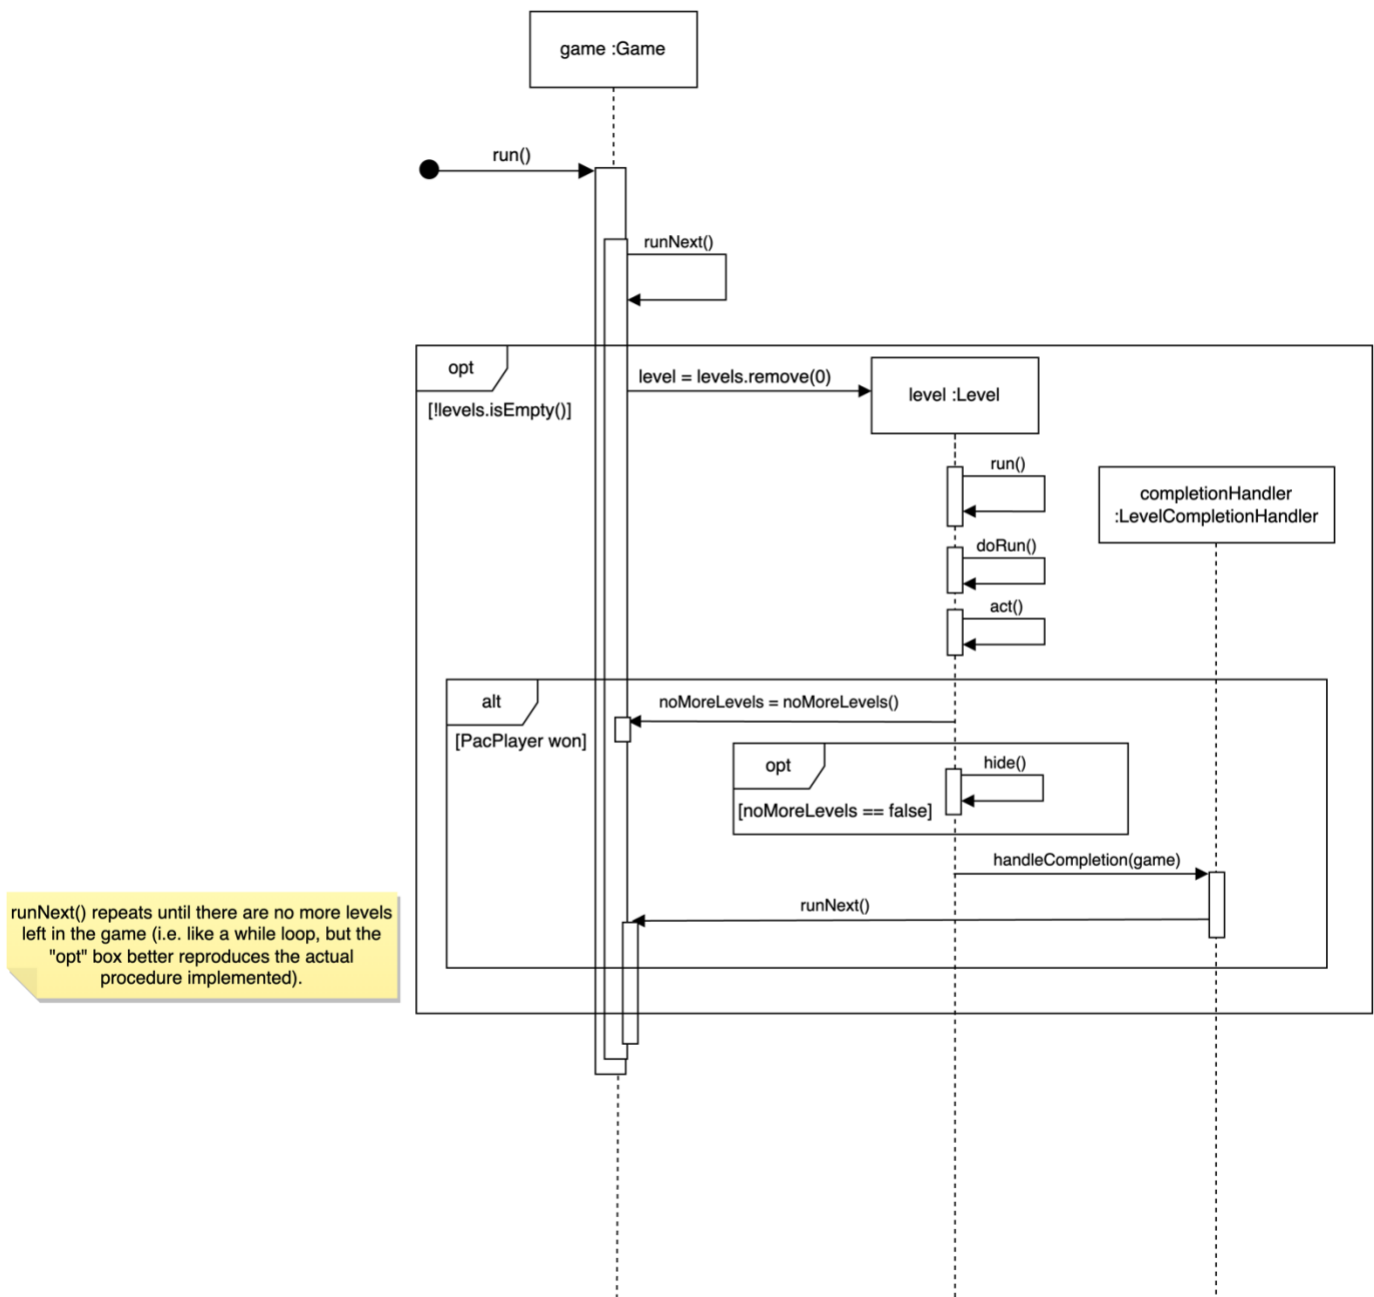 game :Game
run()
runNext()
opt
[!levels.isEmpty()]
level = levels.remove(0)
level :Level
run()
completionHandler
:LevelCompletionHandler
doRun()
act()
alt
[PacPlayer won]
noMoreLevels = noMoreLevels()
opt
[noMoreLevels == false]
hide()
handleCompletion(game)
runNext()
runNext() repeats until there are no more levels
left in the game (i.e. like a while loop, but the
"opt" box better reproduces the actual
procedure implemented).